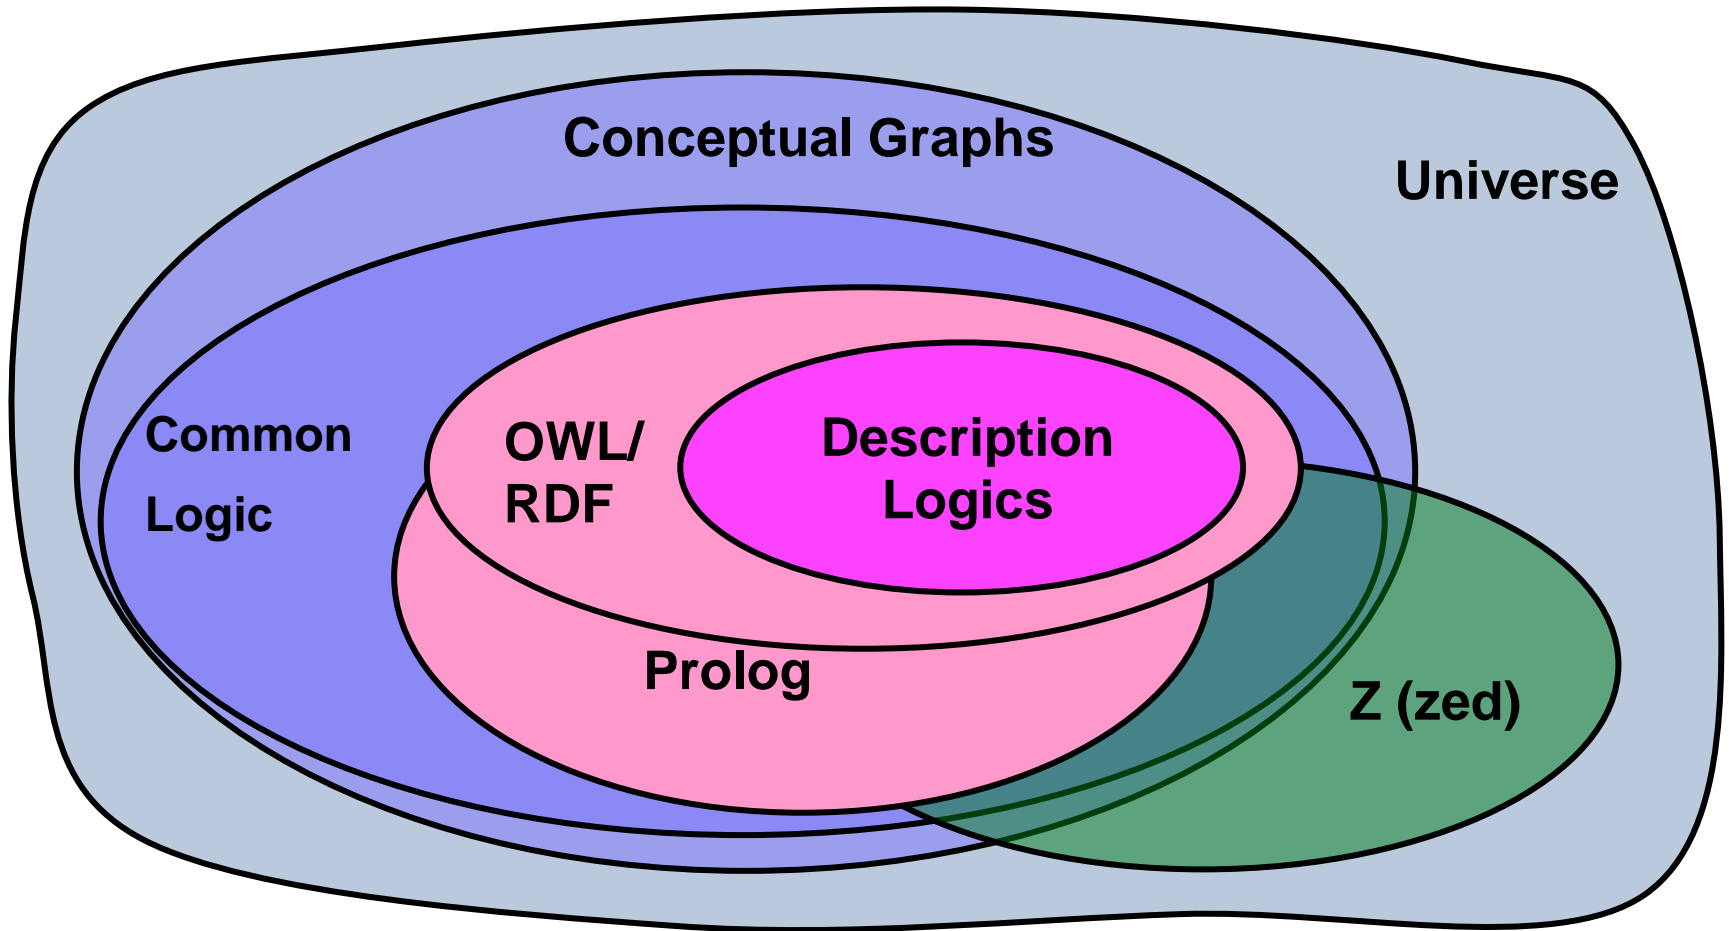 Conceptual Graphs
Universe
Common
Logic
OWL/
RDF
Description
Logics
Prolog
Z (zed)